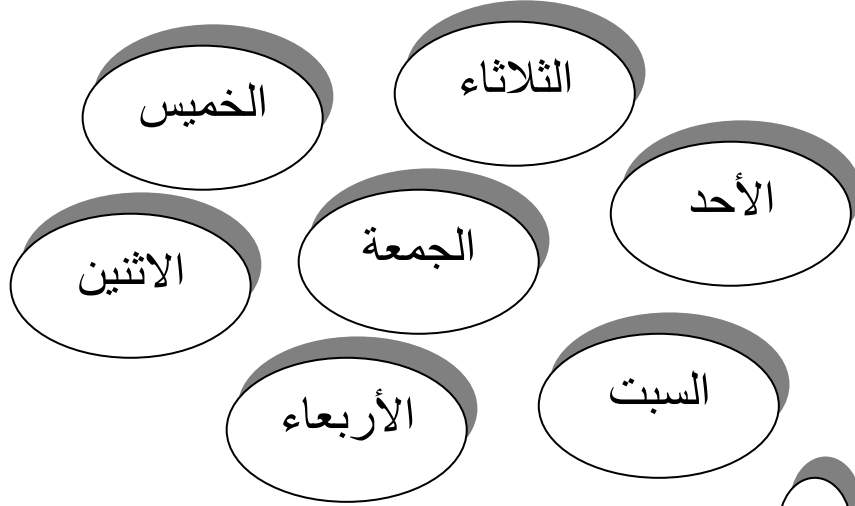 الثلاثاء
الخميس
الأحد
الجمعة
الاثنين
السبت
الأربعاء